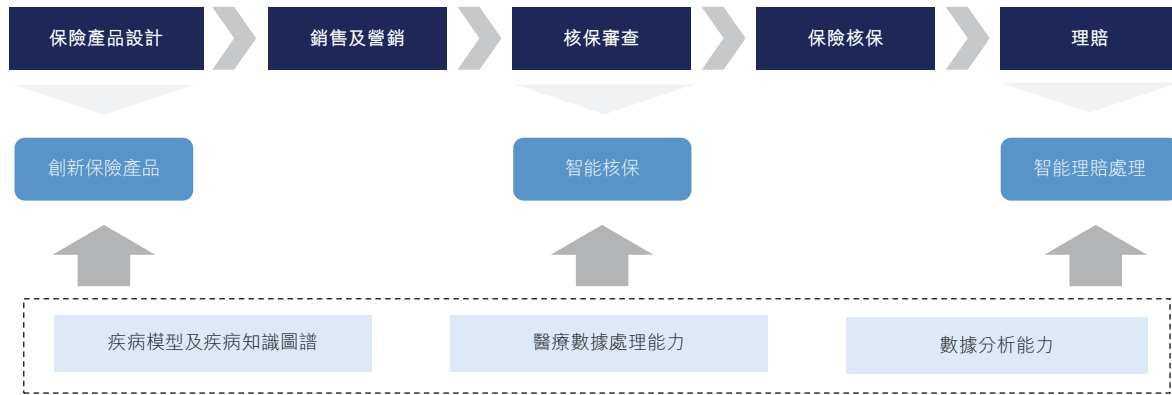 保險產品設計
銷售及營銷
核保審查
保險核保
理賠
創新保險產品
智能核保
智能理賠處理
疾病模型及疾病知識圖譜
醫療數據處理能力
數據分析能力